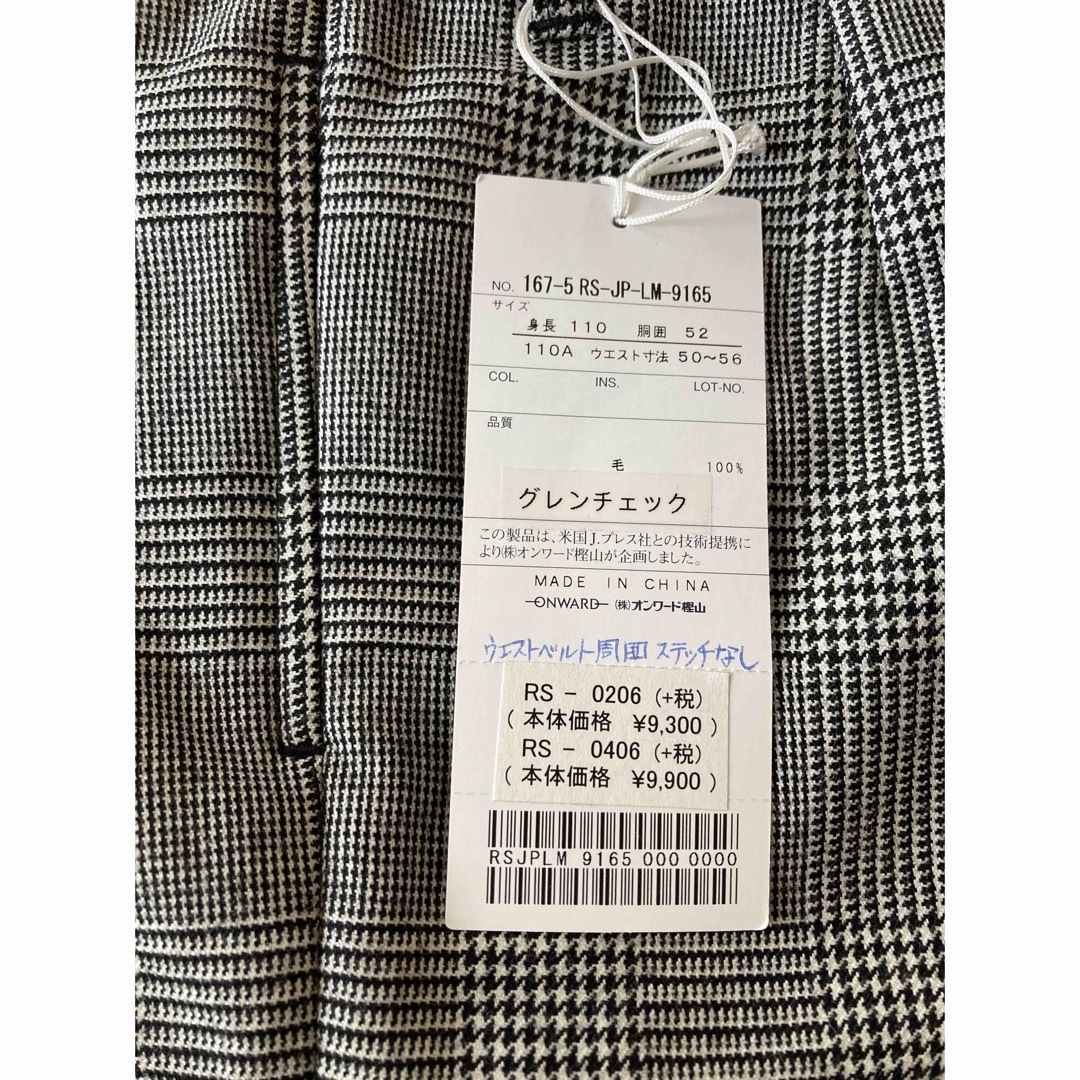 NO. 167-5 RS-JP-LM-9165
サイズ
身長 110 胴囲 52
110A ウエスト寸法 50〜56
COL. INS. LOT-NO.
品質
毛 100%
グレンチェック
この製品は、米国J.プレス社との技術提携に
より㈱オンワード樫山が企画しました。
MADE IN CHINA
ONWARD (株)オンワード樫山
ウエストベルト周囲 ステッチなし
RS - 0206 (+税)
( 本体価格 ¥9,300 )
RS - 0406 (+税)
( 本体価格 ¥9,900 )
RSJPLM 9165 000 0000